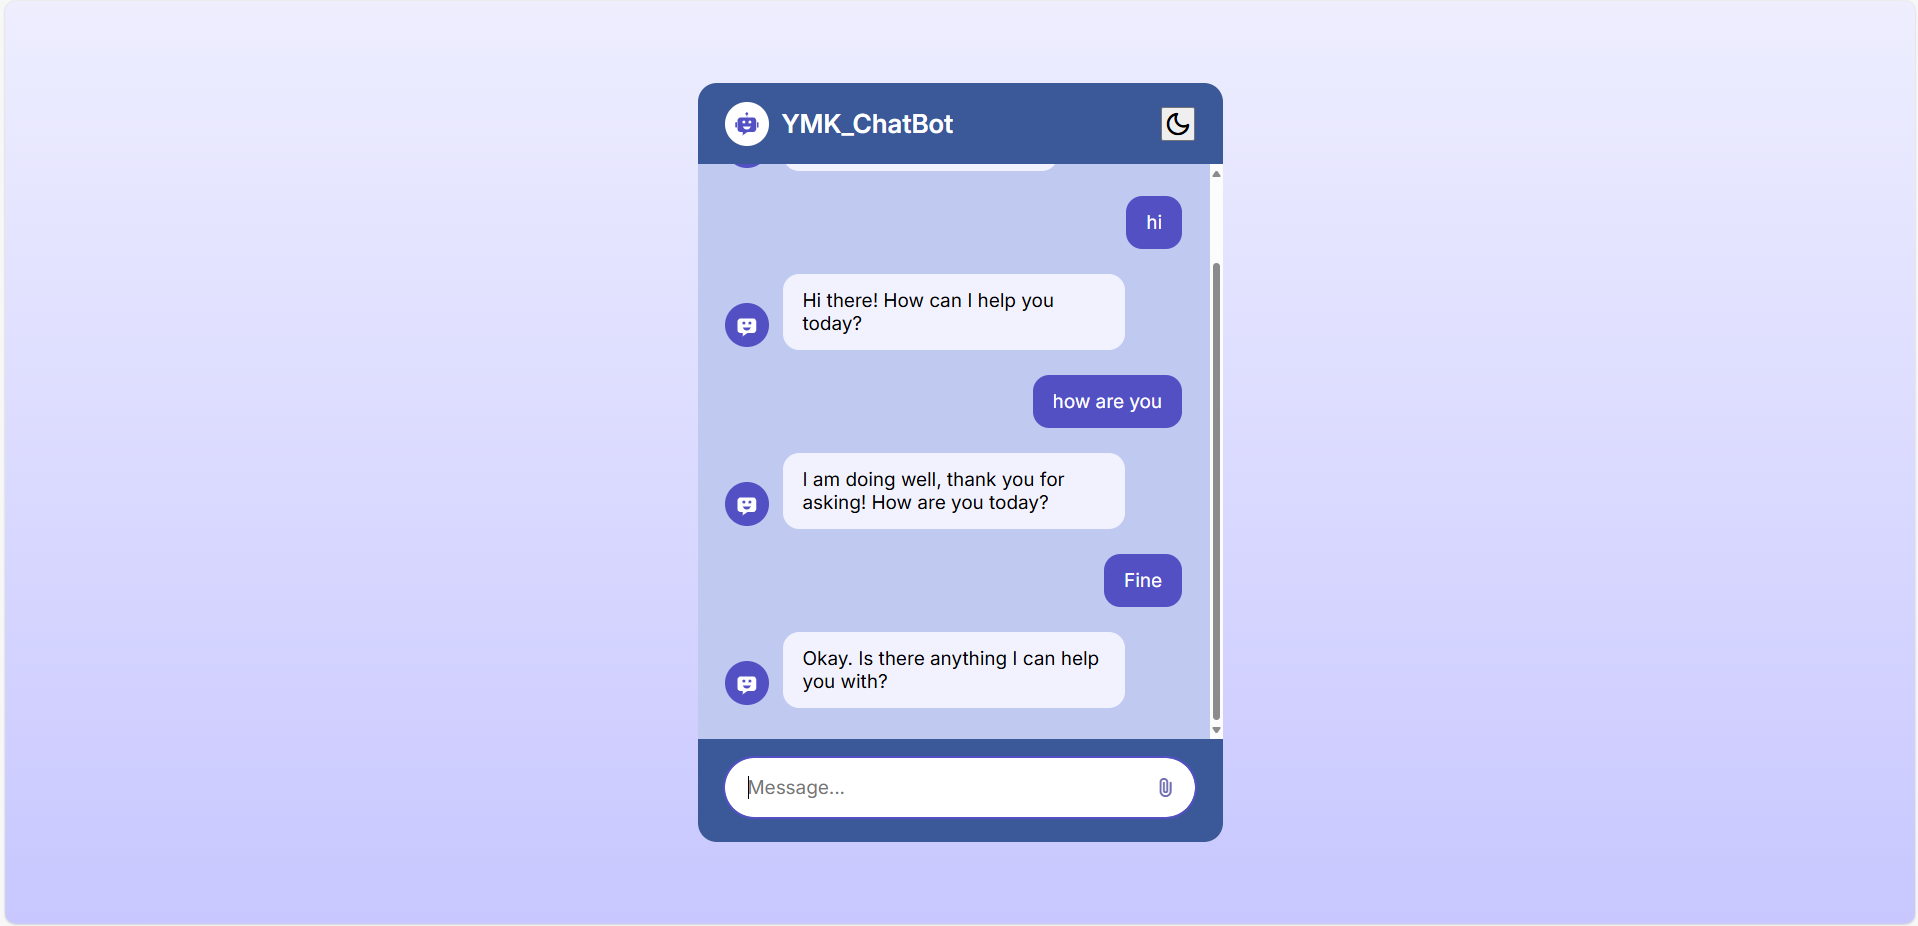 YMK_ChatBot
hi
Hi there! How can I help you
today?
how are you
I am doing well, thank you for
asking! How are you today?
Fine
Okay. Is there anything I can help
you with?
Message...